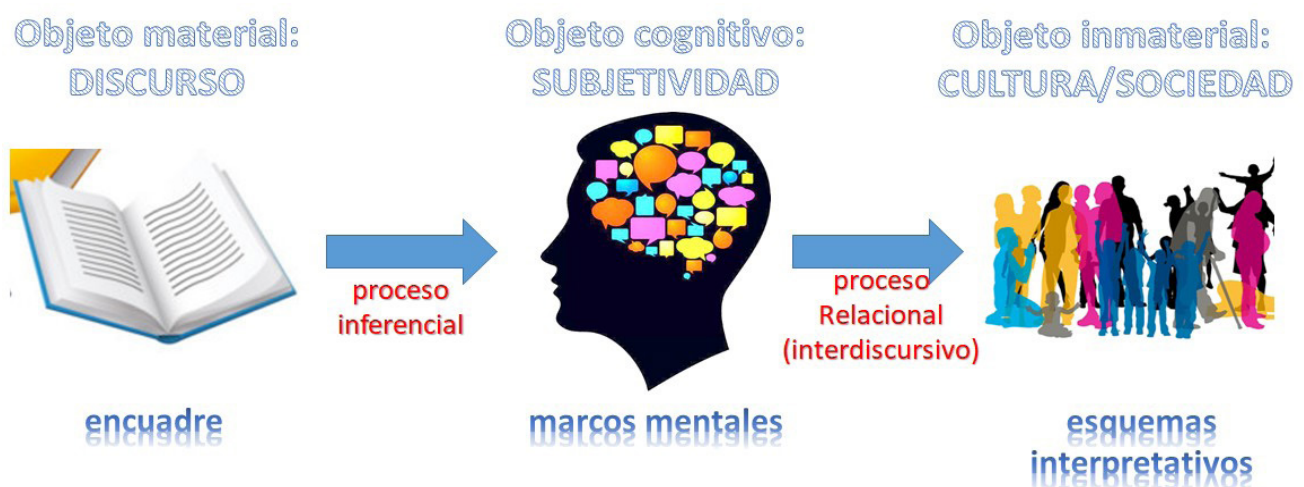 Objeto material:
DISCURSO
Objeto cognitivo:
SUBJETIVIDAD
Objeto inmaterial:
CULTURA/SOCIEDAD
proceso
inferencial
proceso
Relacional
(interdiscursivo)
encuadre
marcos mentales
esquemas
interpretativos